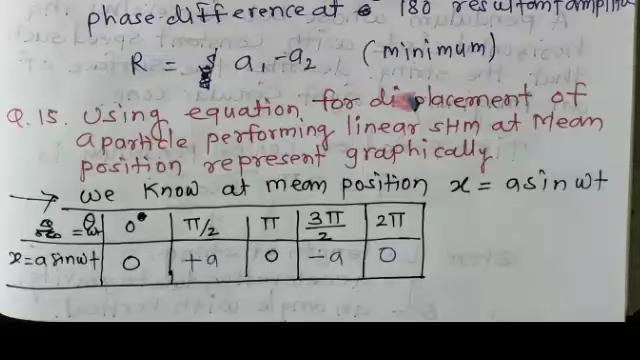 phase difference at 180 resultant
R = a₁-a₂ (minimum)
Q.15. Using equation for displacement of
a particle performing linear SHM at Mean
position represent graphically.
→ we know at mean position x = a sin ωt
θ = ωt 0° π/2 π 3π/2 2π
x=a sin ωt 0 +a 0 -a 0